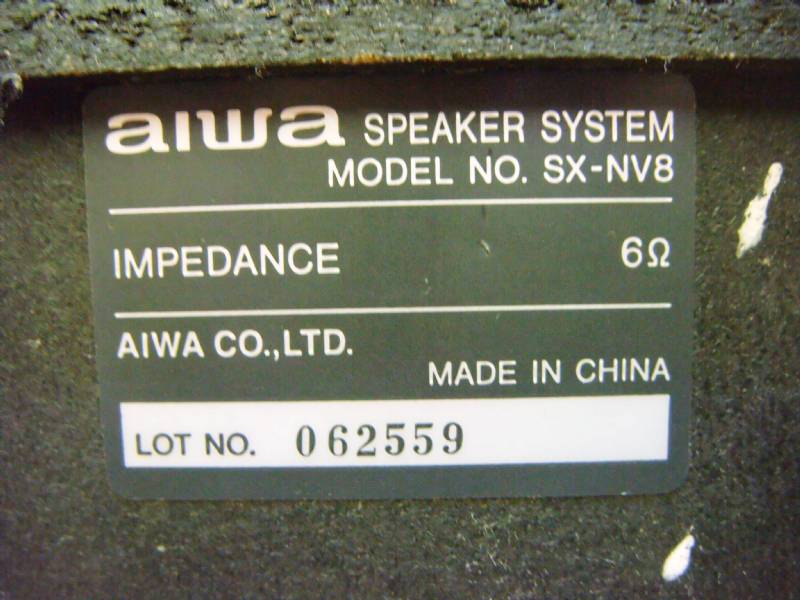 aiwa SPEAKER SYSTEM
MODEL NO. SX-NV8
IMPEDANCE 6Ω
AIWA CO.,LTD.
MADE IN CHINA
LOT NO. 062559